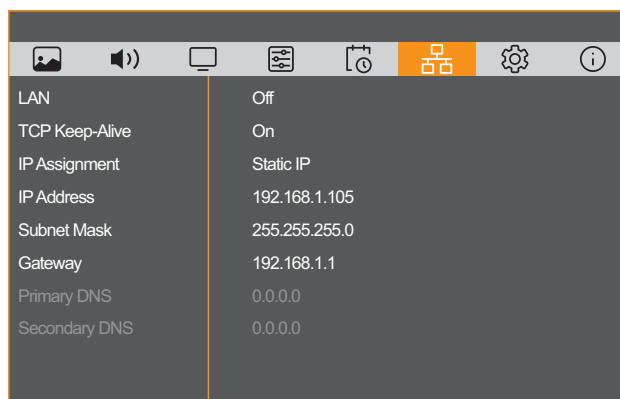 LAN Off
TCP Keep-Alive On
IP Assignment Static IP
IP Address 192.168.1.105
Subnet Mask 255.255.255.0
Gateway 192.168.1.1
Primary DNS 0.0.0.0
Secondary DNS 0.0.0.0